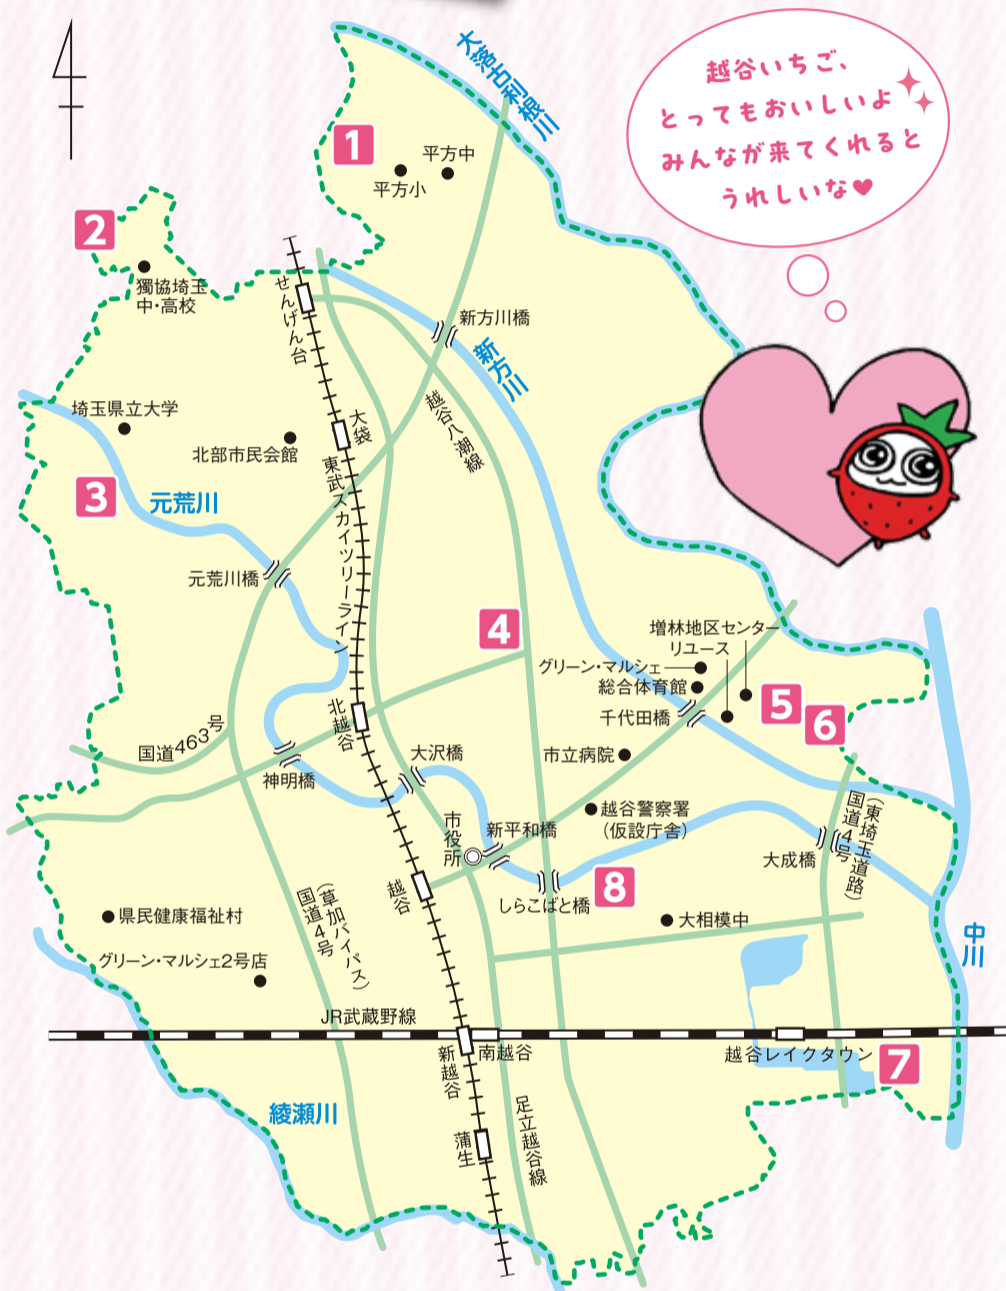 大落古利根川
越谷いちご、
とってもおいしいよ
みんなが来てくれると
うれしいな♥
1
平方中
平方小
2
獨協埼玉
中・高校
せんげん台
新方川橋
新方川
埼玉県立大学
大袋
越谷八潮線
北部市民会館
東武スカイツリーライン
3
元荒川
元荒川橋
4
増林地区センター
リユース
グリーン・マルシェ
総合体育館
千代田橋
5
6
北越谷
国道463号
神明橋
大沢橋
市立病院
市役所
新平和橋
越谷警察署
(仮設庁舎)
大成橋
国道4号
(東埼玉道路)
越谷
8
しらこばと橋
大相模中
県民健康福祉村
国道4号
(草加バイパス)
中川
グリーン・マルシェ2号店
JR武蔵野線
新越谷
南越谷
越谷レイクタウン
7
綾瀬川
蒲生
足立越谷線